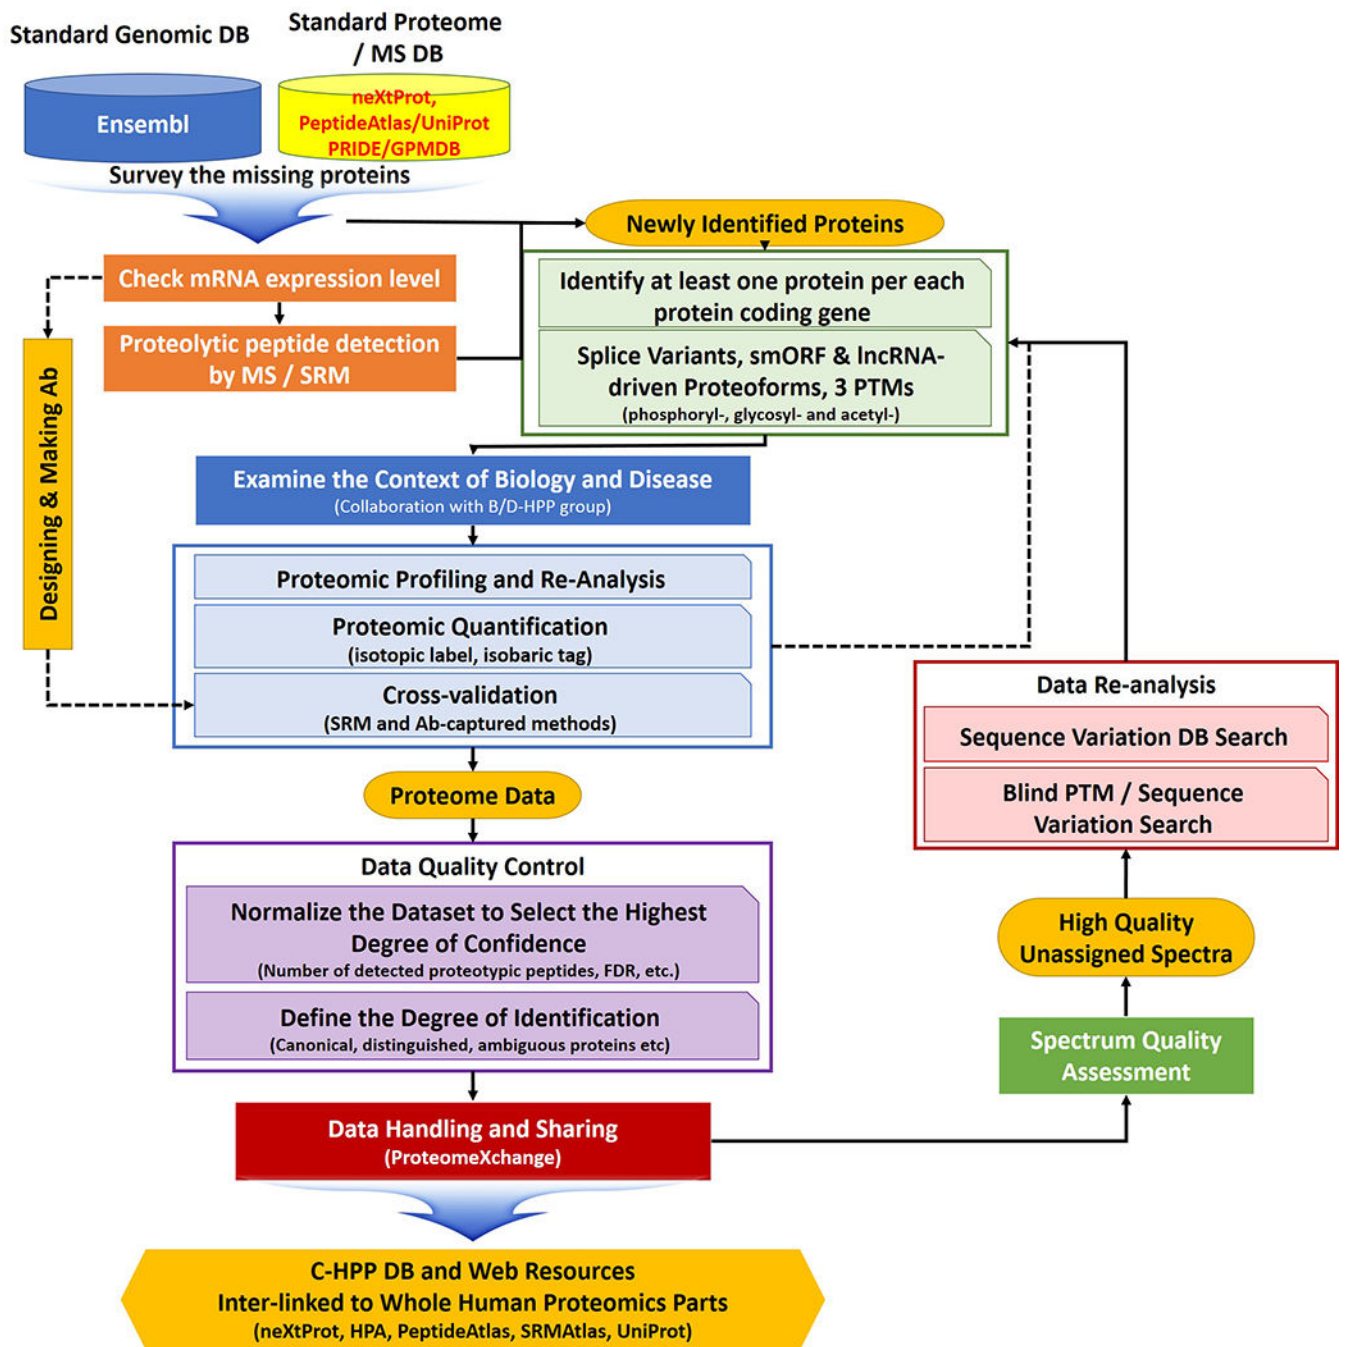 Standard Genomic DB
Standard Proteome
/ MS DB
Ensembl
neXtProt,
PeptideAtlas/UniProt
PRIDE/GPMDB
Survey the missing proteins
Newly Identified Proteins
Check mRNA expression level
Identify at least one protein per each
protein coding gene
Proteolytic peptide detection
by MS / SRM
Splice Variants, smORF & lncRNA-
driven Proteoforms, 3 PTMs
(phosphoryl-, glycosyl- and acetyl-)
Designing & Making Ab
Examine the Context of Biology and Disease
(Collaboration with B/D-HPP group)
Proteomic Profiling and Re-Analysis
Proteomic Quantification
(isotopic label, isobaric tag)
Cross-validation
(SRM and Ab-captured methods)
Data Re-analysis
Sequence Variation DB Search
Blind PTM / Sequence
Variation Search
Proteome Data
Data Quality Control
Normalize the Dataset to Select the Highest
Degree of Confidence
(Number of detected proteotypic peptides, FDR, etc.)
Define the Degree of Identification
(Canonical, distinguished, ambiguous proteins etc)
High Quality
Unassigned Spectra
Spectrum Quality
Assessment
Data Handling and Sharing
(ProteomeXchange)
C-HPP DB and Web Resources
Inter-linked to Whole Human Proteomics Parts
(neXtProt, HPA, PeptideAtlas, SRMAtlas, UniProt)